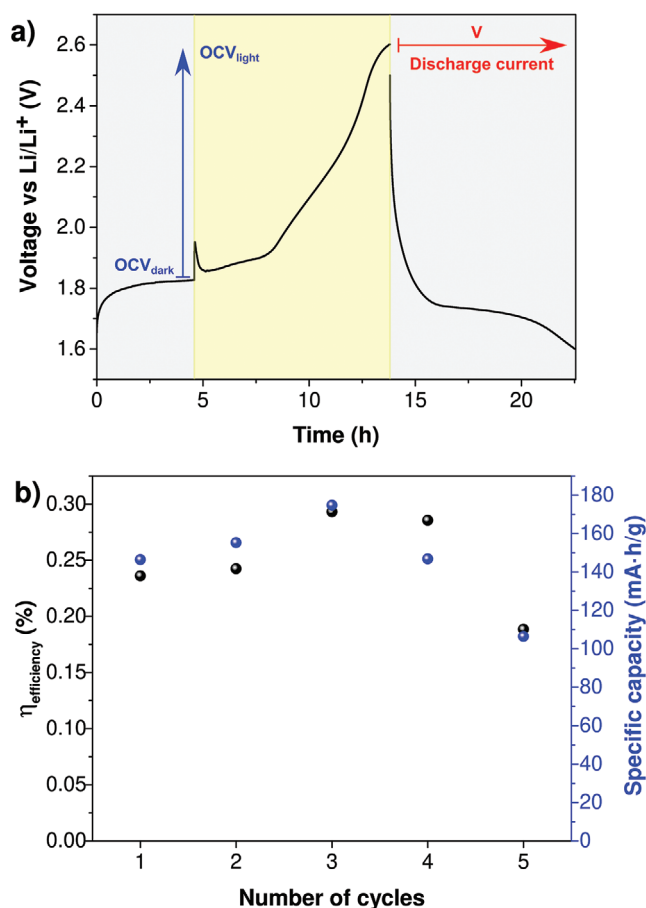 a)
2.6
2.4
2.2
2.0
1.8
1.6
Voltage vs Li/Li⁺ (V)
OCVlight
OCVdark
V
Discharge current
0 5 10 15 20
Time (h)
b)
0.30
0.25
0.20
0.15
0.10
0.05
0.00
ηefficiency (%)
180
160
140
120
100
80
60
40
20
0
Specific capacity (mA·h/g)
1 2 3 4 5
Number of cycles